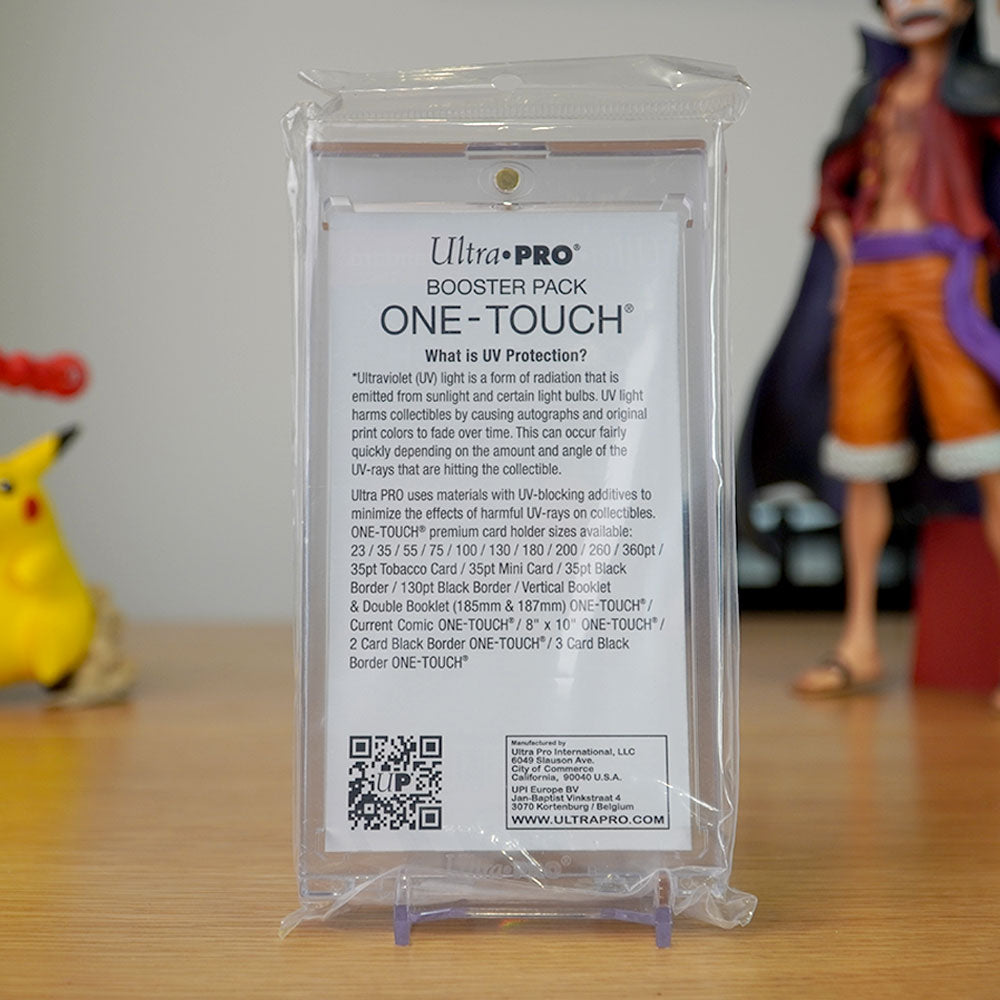 Ultra•PRO®
BOOSTER PACK
ONE-TOUCH®
What is UV Protection?
*Ultraviolet (UV) light is a form of radiation that is
emitted from sunlight and certain light bulbs. UV light
harms collectibles by causing autographs and original
print colors to fade over time. This can occur fairly
quickly depending on the amount and angle of the
UV-rays that are hitting the collectible.
Ultra PRO uses materials with UV-blocking additives to
minimize the effects of harmful UV-rays on collectibles.
ONE-TOUCH® premium card holder sizes available:
23 / 35 / 55 / 75 / 100 / 130 / 180 / 200 / 260 / 360pt /
35pt Tobacco Card / 35pt Mini Card / 35pt Black
Border / 130pt Black Border / Vertical Booklet
& Double Booklet (185mm & 187mm) ONE-TOUCH® /
Current Comic ONE-TOUCH® / 8" x 10" ONE-TOUCH® /
2 Card Black Border ONE-TOUCH® / 3 Card Black
Border ONE-TOUCH®
UP
Manufactured by
Ultra Pro International, LLC
6049 Slauson Ave.
City of Commerce
California, 90040 U.S.A.
UPI Europe BV
Jan-Baptist Vinkstraat 4
3070 Kortenburg / Belgium
WWW.ULTRAPRO.COM
Ultra•PRO®